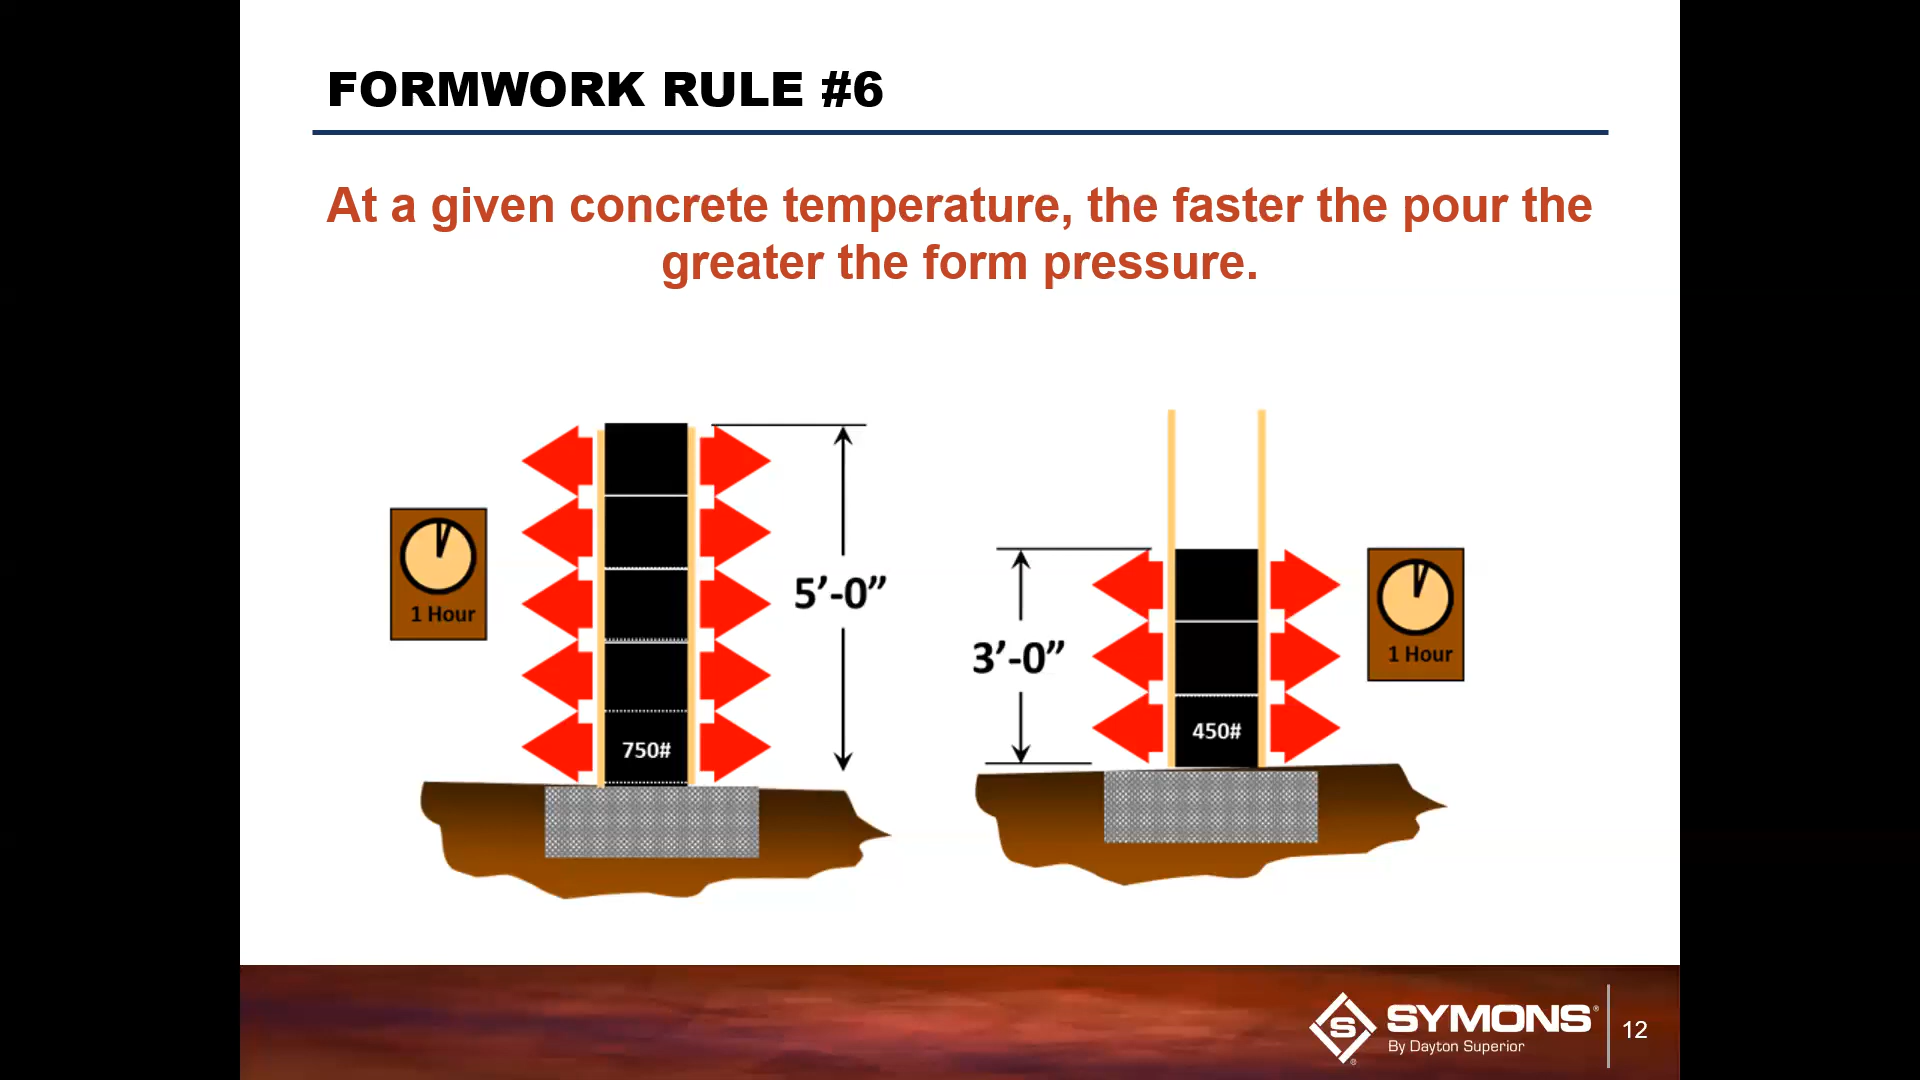 FORMWORK RULE #6
At a given concrete temperature, the faster the pour the
greater the form pressure.
1 Hour
750#
5’-0”
3’-0”
450#
1 Hour
S
SYMONS®
By Dayton Superior
®
12